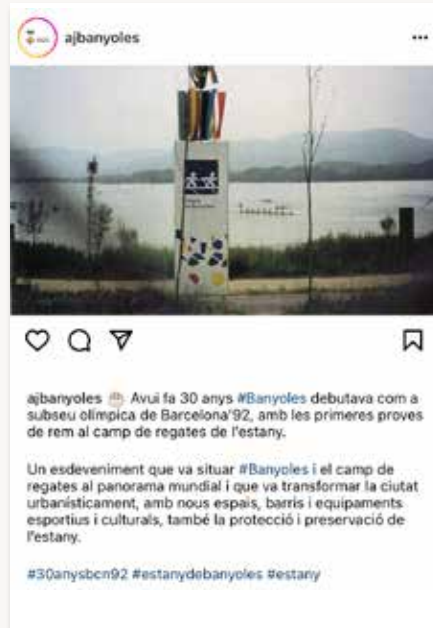 ajbanyoles
ajbanyoles Avui fa 30 anys #Banyoles debutava com a
subseu olímpica de Barcelona'92, amb les primeres proves
de rem al camp de regates de l'estany.
Un esdeveniment que va situar #Banyoles i el camp de
regates al panorama mundial i que va transformar la ciutat
urbanísticament, amb nous espais, barris i equipaments
esportius i culturals, també la protecció i preservació de
l'estany.
#30anysbcn92 #estanydebanyoles #estany